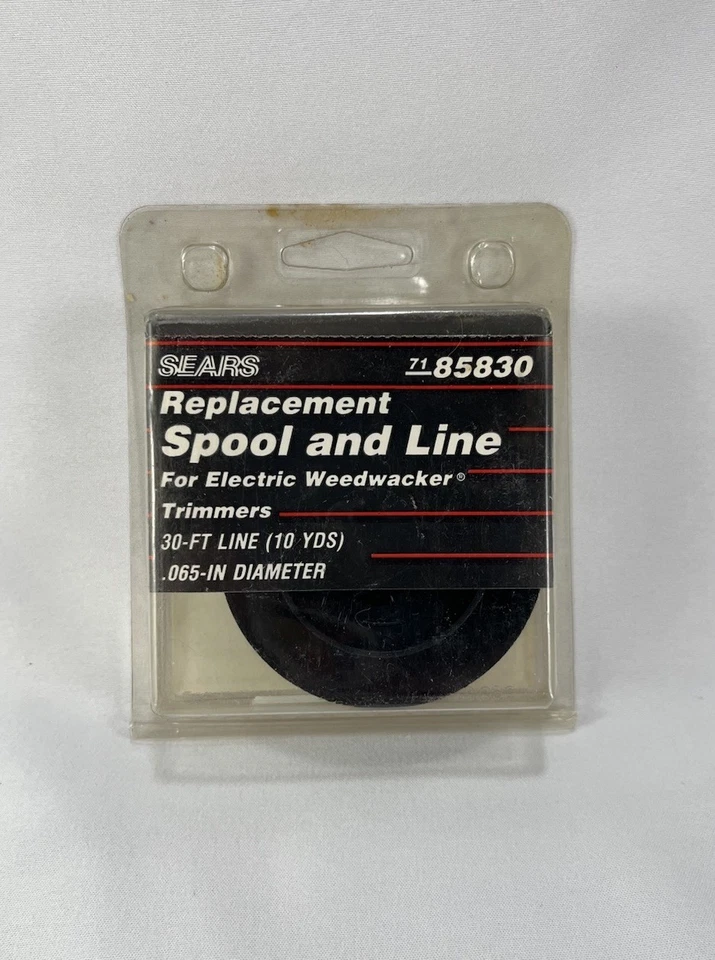 SEARS 71 85830
Replacement
Spool and Line
For Electric Weedwacker®
Trimmers
30-FT LINE (10 YDS)
.065-IN DIAMETER